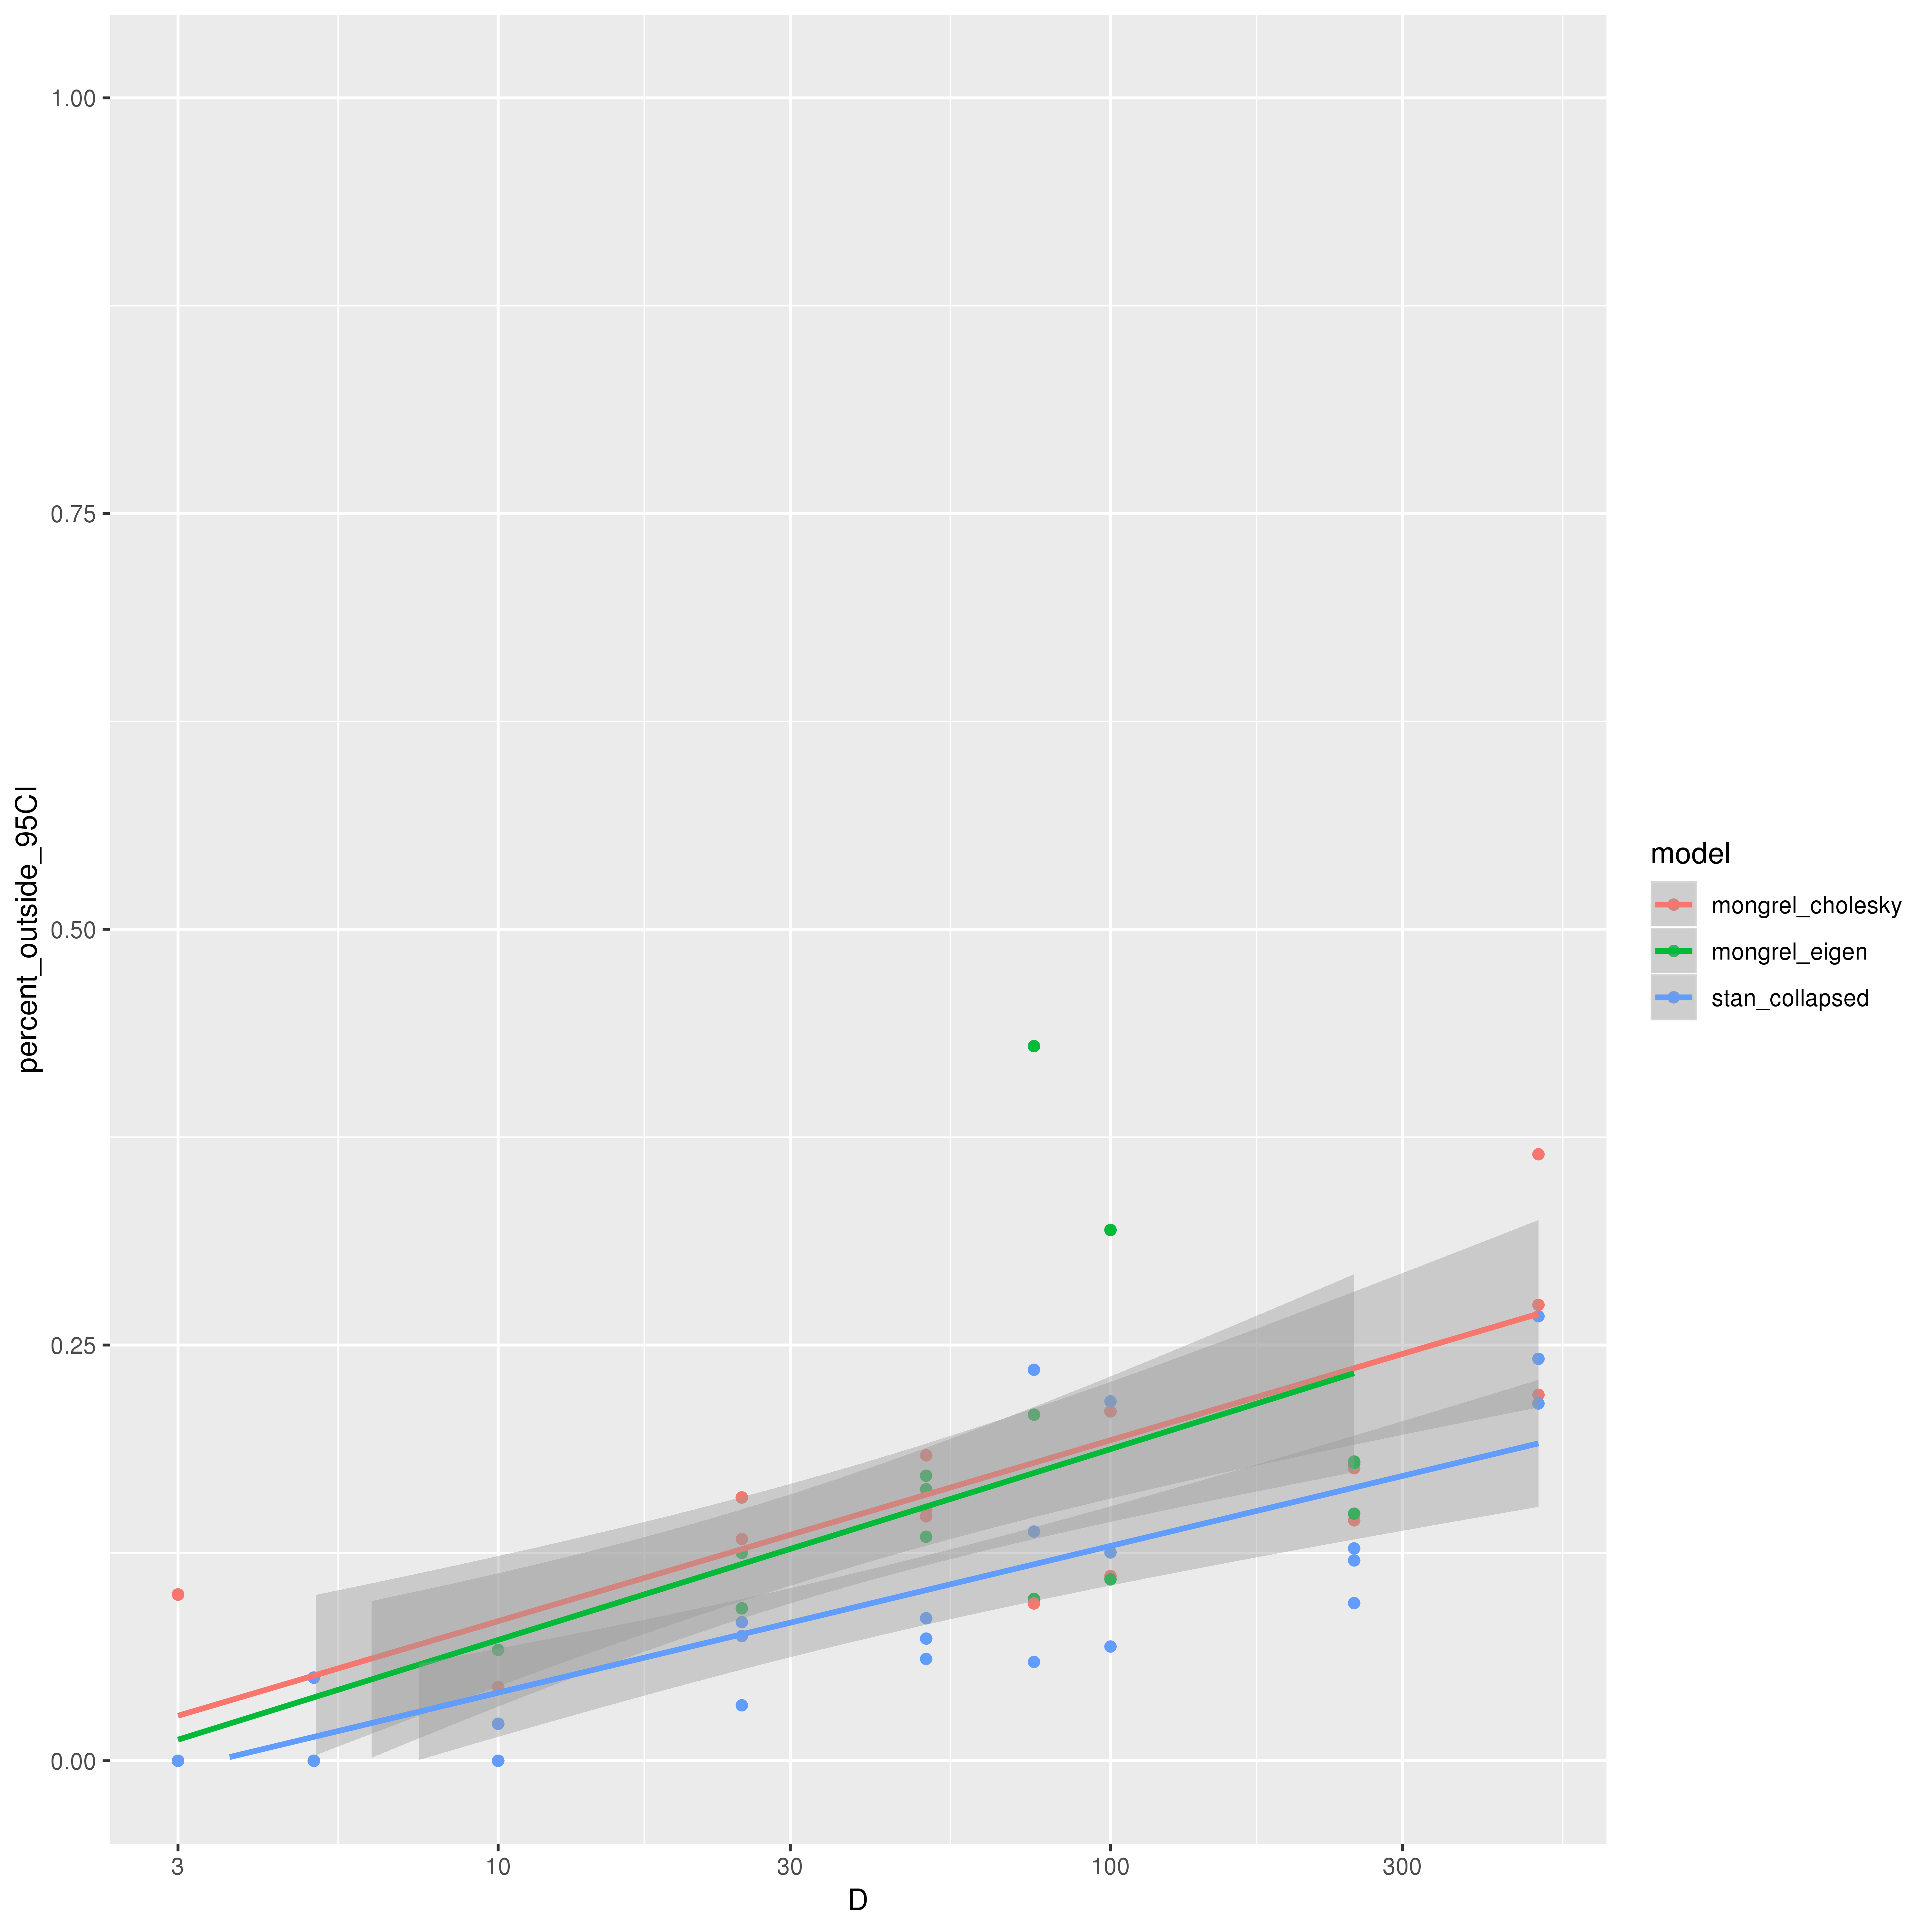 1.00
0.75
0.50
0.25
0.00
percent_outside_95CI
3
10
30
100
300
D
model
mongrel_cholesky
mongrel_eigen
stan_collapsed